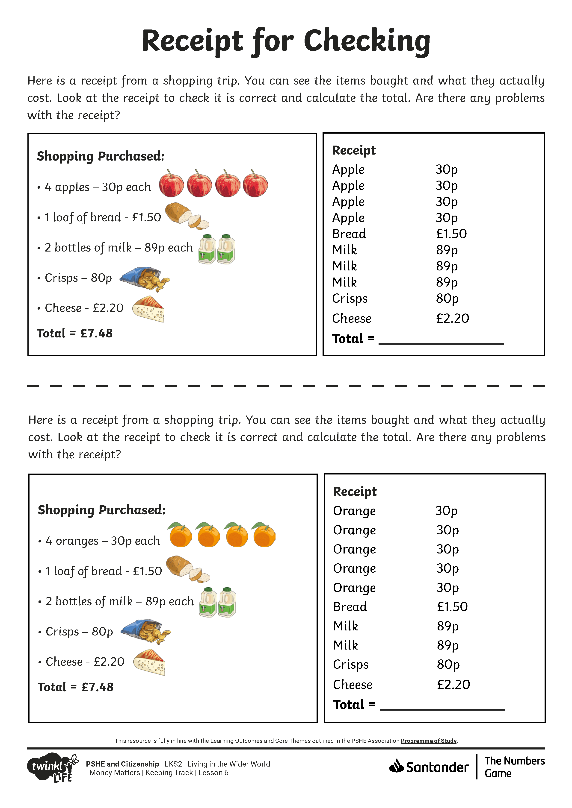 Receipt for Checking
Here is a receipt from a shopping trip. You can see the items bought and what they actually
cost. Look at the receipt to check it is correct and calculate the total. Are there any problems
with the receipt?
Shopping Purchased:
• 4 apples – 30p each
• 1 loaf of bread - £1.50
• 2 bottles of milk – 89p each
• Crisps – 80p
• Cheese - £2.20
Total = £7.48
Receipt
Apple 30p
Apple 30p
Apple 30p
Apple 30p
Bread £1.50
Milk 89p
Milk 89p
Milk 89p
Crisps 80p
Cheese £2.20
Total = ____________________
Here is a receipt from a shopping trip. You can see the items bought and what they actually
cost. Look at the receipt to check it is correct and calculate the total. Are there any problems
with the receipt?
Shopping Purchased:
• 4 oranges – 30p each
• 1 loaf of bread - £1.50
• 2 bottles of milk – 89p each
• Crisps – 80p
• Cheese - £2.20
Total = £7.48
Receipt
Orange 30p
Orange 30p
Orange 30p
Orange 30p
Orange 30p
Bread £1.50
Milk 89p
Milk 89p
Crisps 80p
Cheese £2.20
Total = ____________________
This resource is fully in line with the Learning Outcomes and Core Themes outlined in the PSHE Association Programme of Study.
twinkl LIFE
PSHE and Citizenship | LKS2 | Living in the Wider World
Money Matters | Keeping Track | Lesson 6
Santander
The Numbers
Game